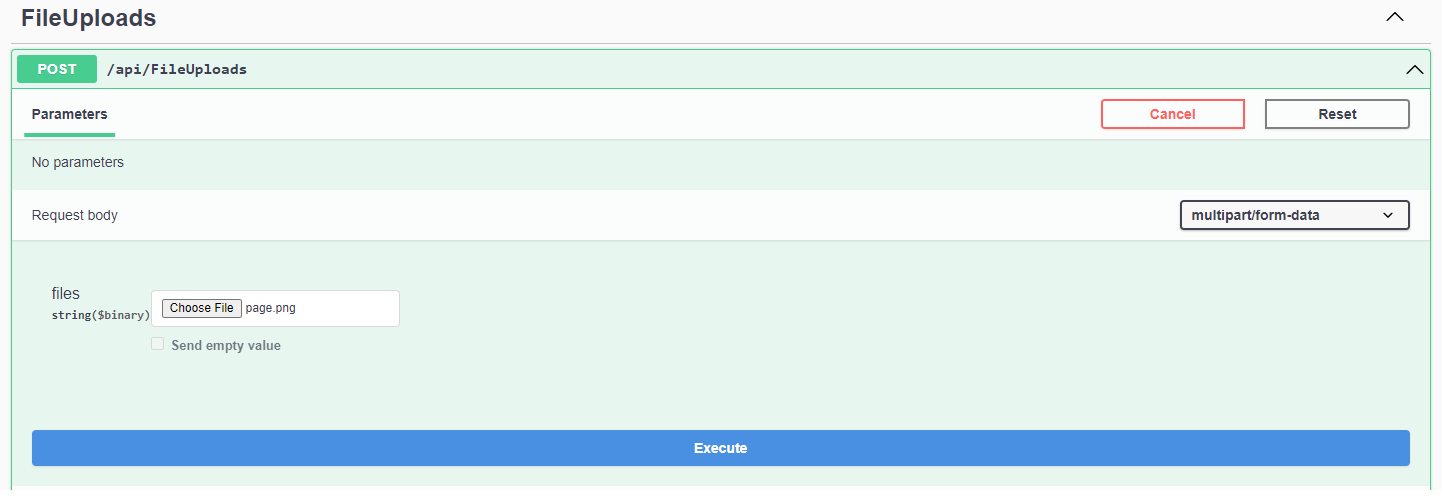 FileUploads
POST /api/FileUploads
Parameters Cancel Reset
No parameters
Request body multipart/form-data
files
string($binary) Choose File page.png
Send empty value
Execute